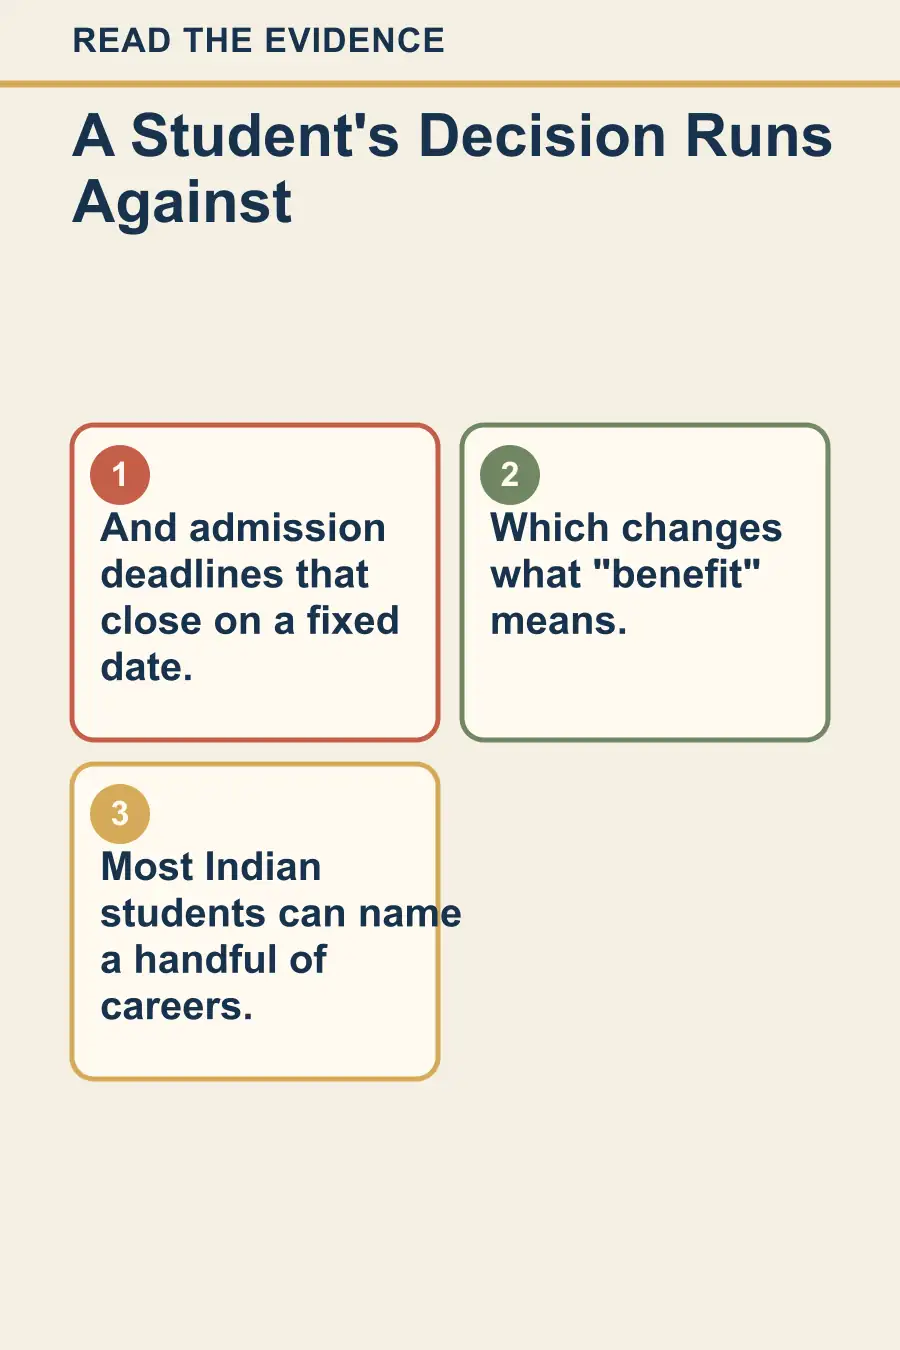 READ THE EVIDENCE
A Student's Decision Runs
Against
1
And admission
deadlines that
close on a fixed
date.
2
Which changes
what "benefit"
means.
3
Most Indian
students can name
a handful of
careers.